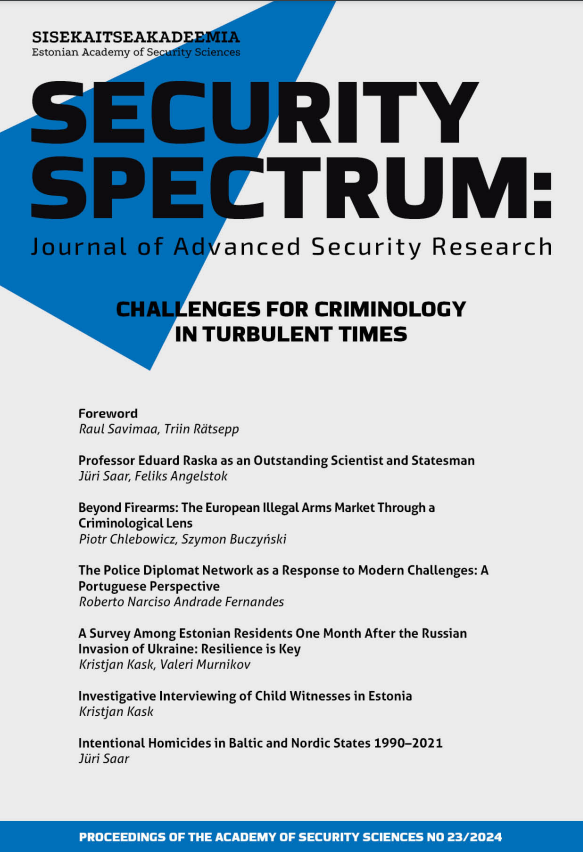 SISEKAITSEAKADEEMIA
Estonian Academy of Security Sciences
SECURITY
SPECTRUM:
Journal of Advanced Security Research
CHALLENGES FOR CRIMINOLOGY
IN TURBULENT TIMES
Foreword
Raul Savimaa, Triin Rätsepp
Professor Eduard Raska as an Outstanding Scientist and Statesman
Jüri Saar, Feliks Angelstok
Beyond Firearms: The European Illegal Arms Market Through a
Criminological Lens
Piotr Chlebowicz, Szymon Buczyński
The Police Diplomat Network as a Response to Modern Challenges: A
Portuguese Perspective
Roberto Narciso Andrade Fernandes
A Survey Among Estonian Residents One Month After the Russian
Invasion of Ukraine: Resilience is Key
Kristjan Kask, Valeri Murnikov
Investigative Interviewing of Child Witnesses in Estonia
Kristjan Kask
Intentional Homicides in Baltic and Nordic States 1990–2021
Jüri Saar
PROCEEDINGS OF THE ACADEMY OF SECURITY SCIENCES NO 23/2024